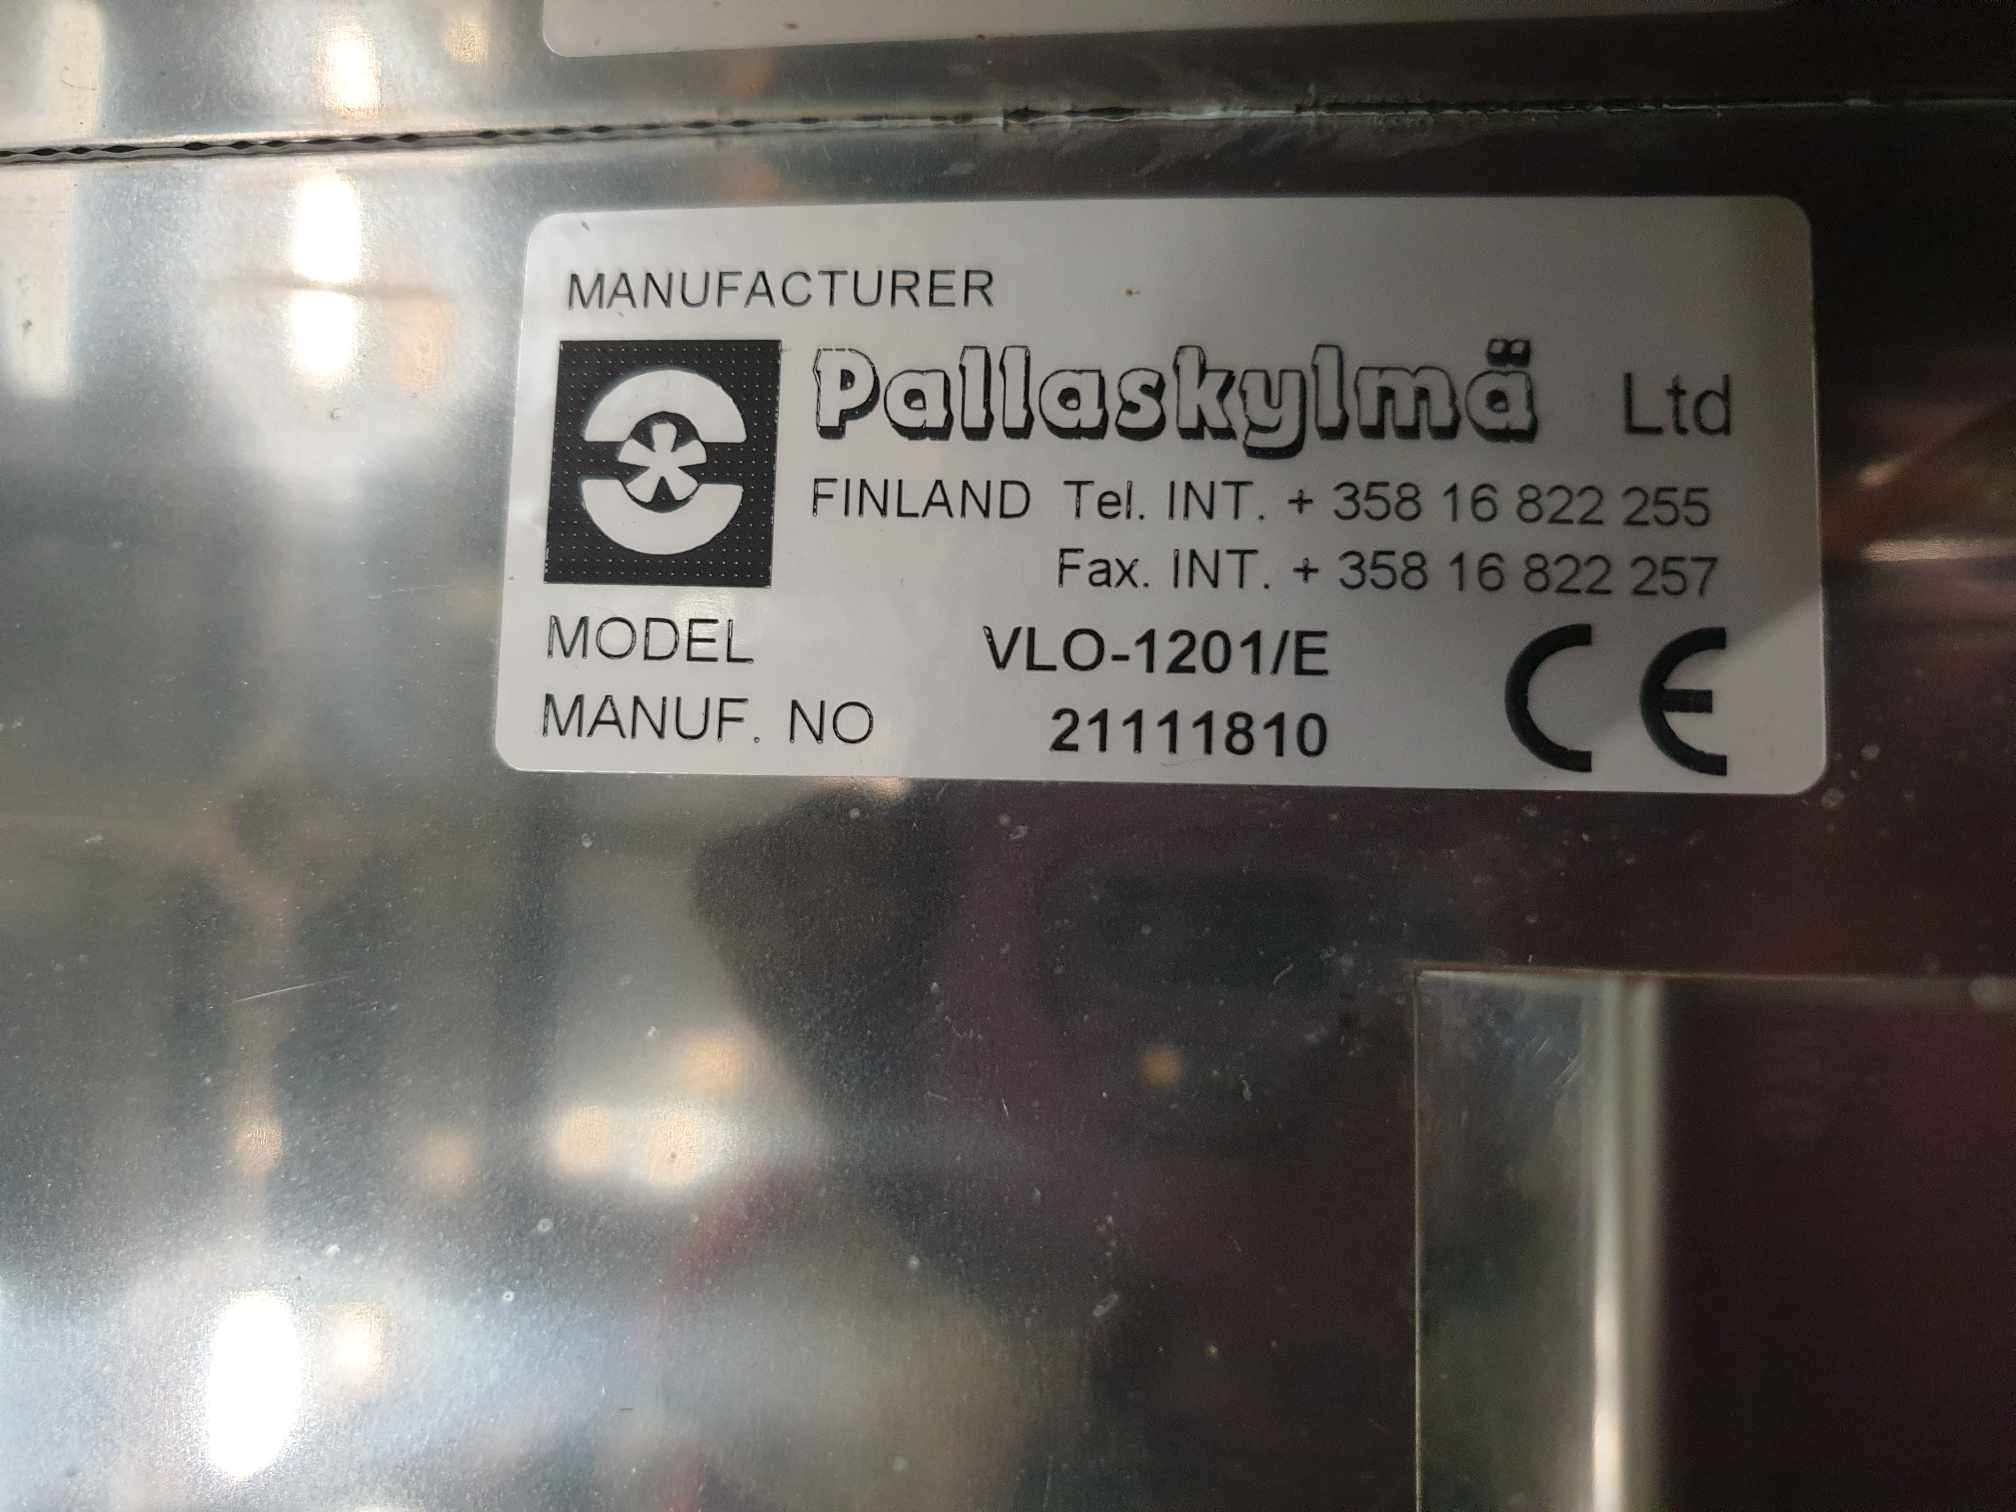 MANUFACTURER
Pallaskylmä Ltd
FINLAND Tel. INT. + 358 16 822 255
Fax. INT. + 358 16 822 257
MODEL VLO-1201/E
MANUF. NO 21111810
CE